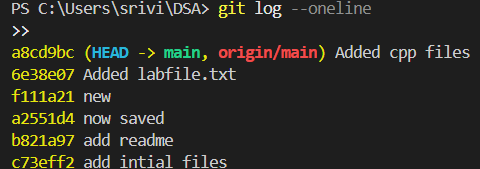 PS C:\Users\srivi\DSA> git log --oneline
>>
a8cd9bc (HEAD -> main, origin/main) Added cpp files
6e38e07 Added labfile.txt
f111a21 new
a2551d4 now saved
b821a97 add readme
c73eff2 add intial files